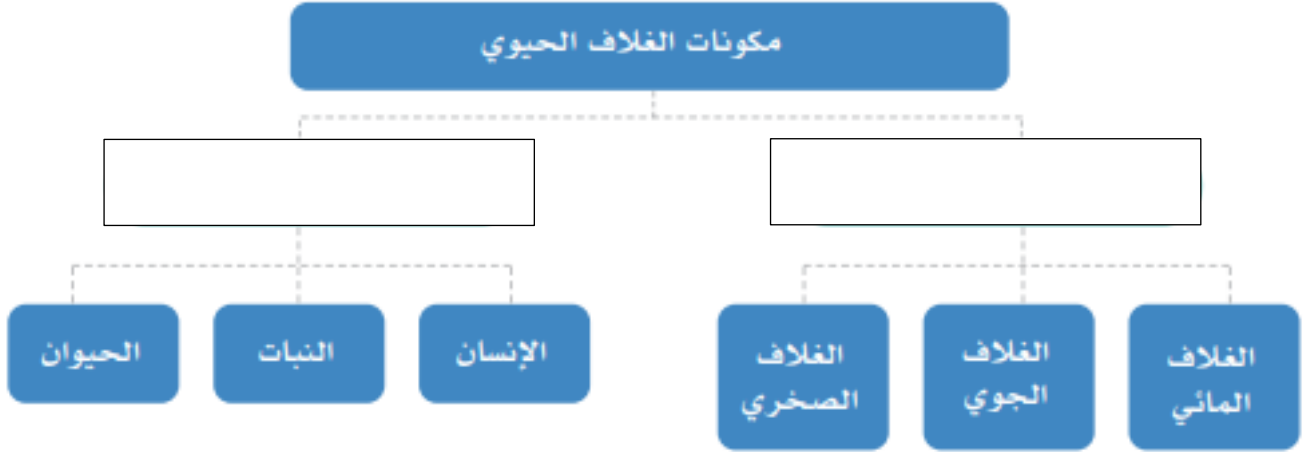 مكونات الغلاف الحيوي
الغلاف
المائي
الغلاف
الجوي
الغلاف
الصخري
الإنسان
النبات
الحيوان